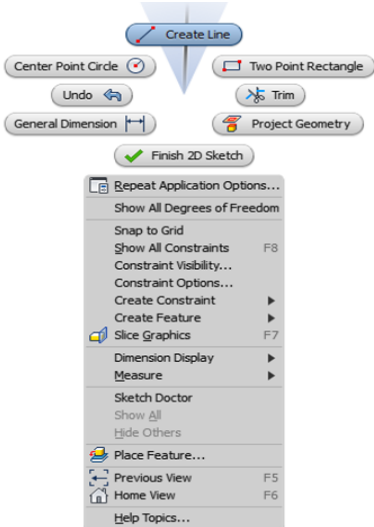 Create Line
Center Point Circle
Two Point Rectangle
Undo
Trim
General Dimension
Project Geometry
Finish 2D Sketch
Repeat Application Options...
Show All Degrees of Freedom
Snap to Grid
Show All Constraints F8
Constraint Visibility...
Constraint Options...
Create Constraint
Create Feature
Slice Graphics F7
Dimension Display
Measure
Sketch Doctor
Show All
Hide Others
Place Feature...
Previous View F5
Home View F6
Help Topics...